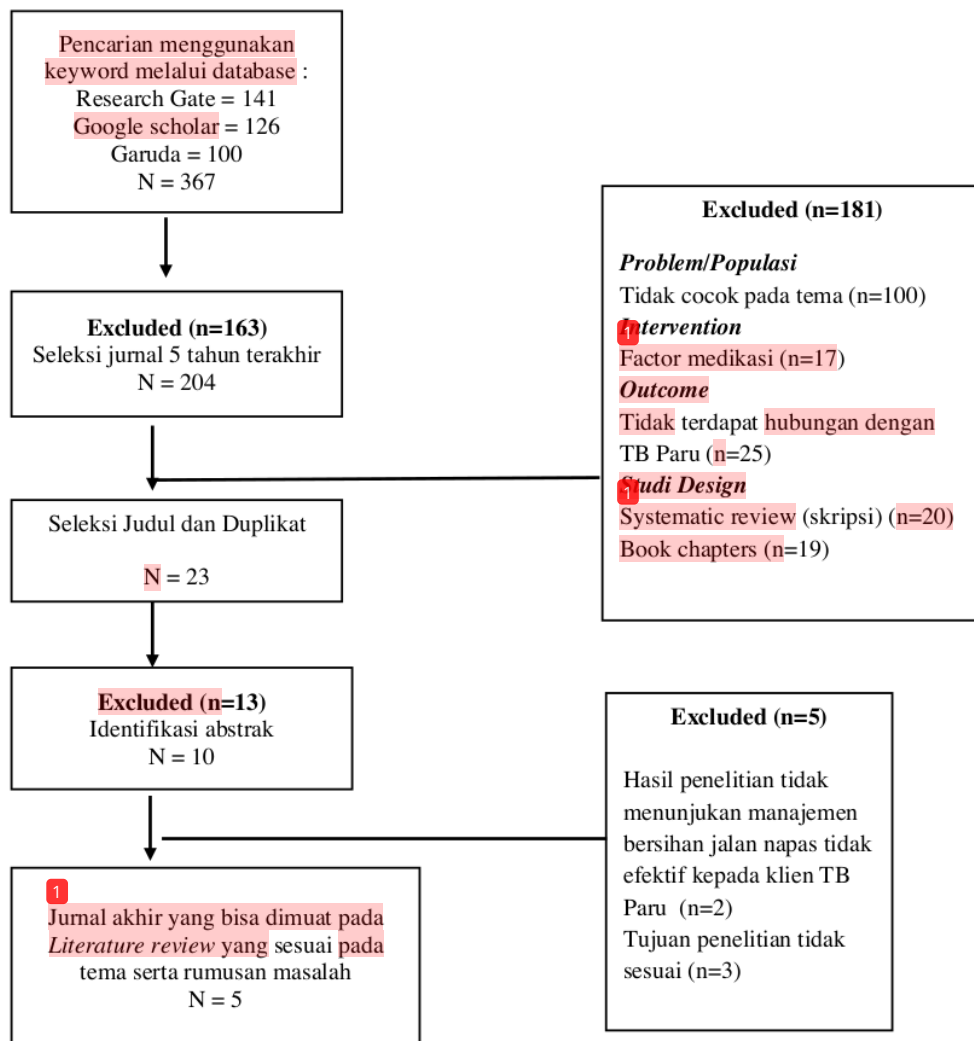 Pencarian menggunakan
keyword melalui database :
Research Gate = 141
Google scholar = 126
Garuda = 100
N = 367
Excluded (n=163)
Seleksi jurnal 5 tahun terakhir
N = 204
Excluded (n=181)
Problem/Populasi
Tidak cocok pada tema (n=100)
1
Intervention
Factor medikasi (n=17)
Outcome
Tidak terdapat hubungan dengan
TB Paru (n=25)
1
Studi Design
Systematic review (skripsi) (n=20)
Book chapters (n=19)
Seleksi Judul dan Duplikat
N = 23
Excluded (n=13)
Identifikasi abstrak
N = 10
Excluded (n=5)
Hasil penelitian tidak
menunjukan manajemen
bersihan jalan napas tidak
efektif kepada klien TB
Paru (n=2)
Tujuan penelitian tidak
sesuai (n=3)
1
Jurnal akhir yang bisa dimuat pada
Literature review yang sesuai pada
tema serta rumusan masalah
N = 5